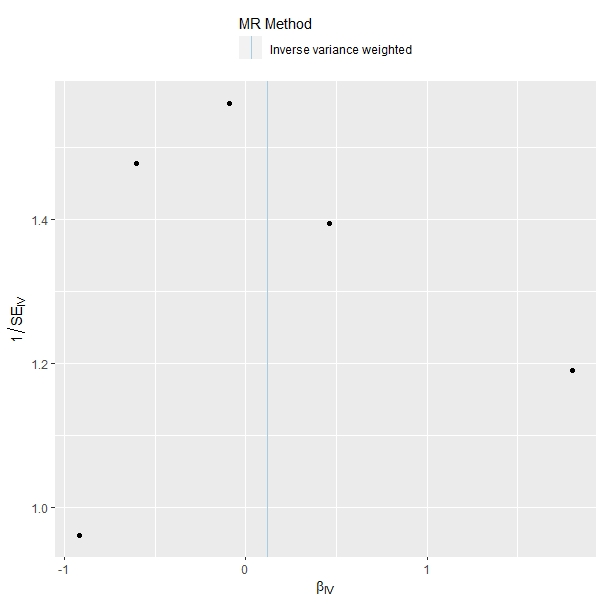 MR Method
Inverse variance weighted
1.4
1.2
1.0
1 / SE_IV
-1
0
1
β_IV